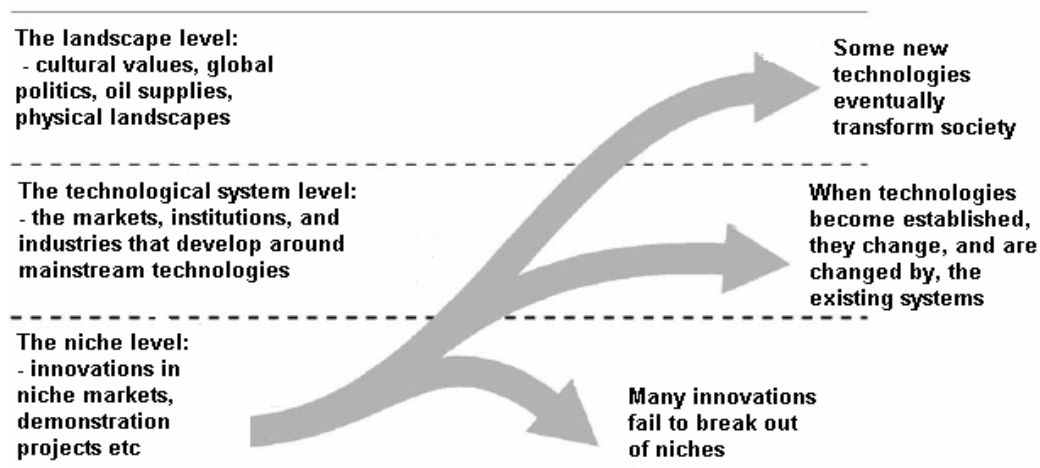 The landscape level:
- cultural values, global
politics, oil supplies,
physical landscapes
Some new
technologies
eventually
transform society
The technological system level:
- the markets, institutions, and
industries that develop around
mainstream technologies
When technologies
become established,
they change, and are
changed by, the
existing systems
The niche level:
- innovations in
niche markets,
demonstration
projects etc
Many innovations
fail to break out
of niches